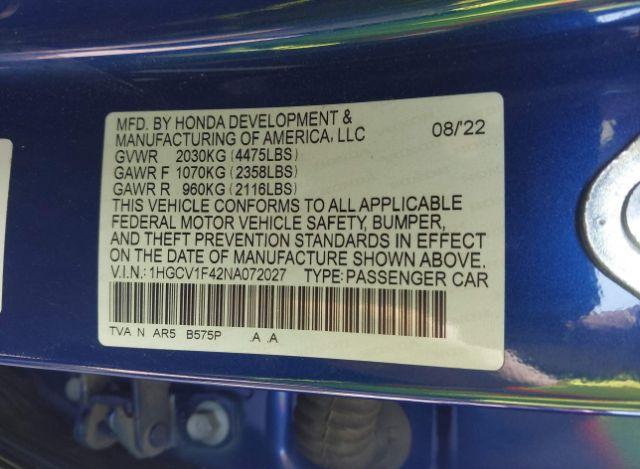 MFD. BY HONDA DEVELOPMENT &
MANUFACTURING OF AMERICA, LLC 08/'22
GVWR 2030KG (4475LBS)
GAWR F 1070KG (2358LBS)
GAWR R 960KG (2116LBS)
THIS VEHICLE CONFORMS TO ALL APPLICABLE
FEDERAL MOTOR VEHICLE SAFETY, BUMPER,
AND THEFT PREVENTION STANDARDS IN EFFECT
ON THE DATE OF MANUFACTURE SHOWN ABOVE.
V.I.N.: 1HGCV1F42NA072027 TYPE: PASSENGER CAR
TVA N AR5 B575P .A .A